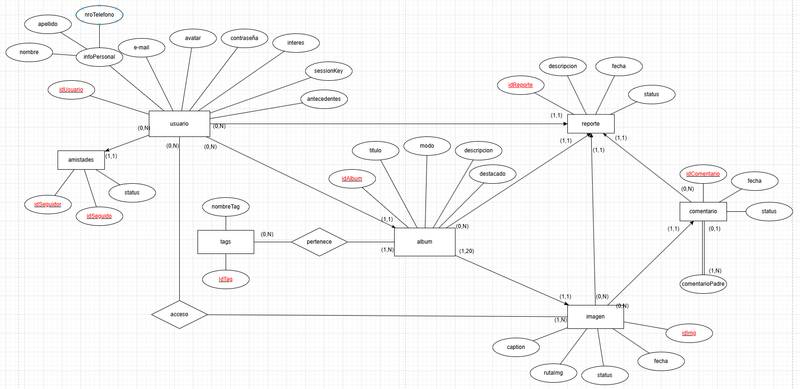 nroTelefono
apellido
nombre
infoPersonal
e-mail
avatar
contraseña
interes
sessionKey
antecedentes
idUsuario
usuario
(0,N)
(0,N)
(0,N)
(0,N)
amistades
(1,1)
idSeguidor
idSeguido
status
descripcion
fecha
idReporte
status
(1,1)
reporte
(1,1)
(1,1)
(1,1)
titulo
modo
descripcion
destacado
idAlbum
(1,1)
(0,N)
nombreTag
tags
(0,N)
pertenece
(1,N)
album
(1,20)
idTag
idComentario
fecha
(0,N)
comentario
status
(1,1)
(0,1)
(1,N)
comentarioPadre
acceso
(1,1)
(0,N)
(0,N)
(1,N)
imagen
idImg
caption
rutaImg
status
fecha